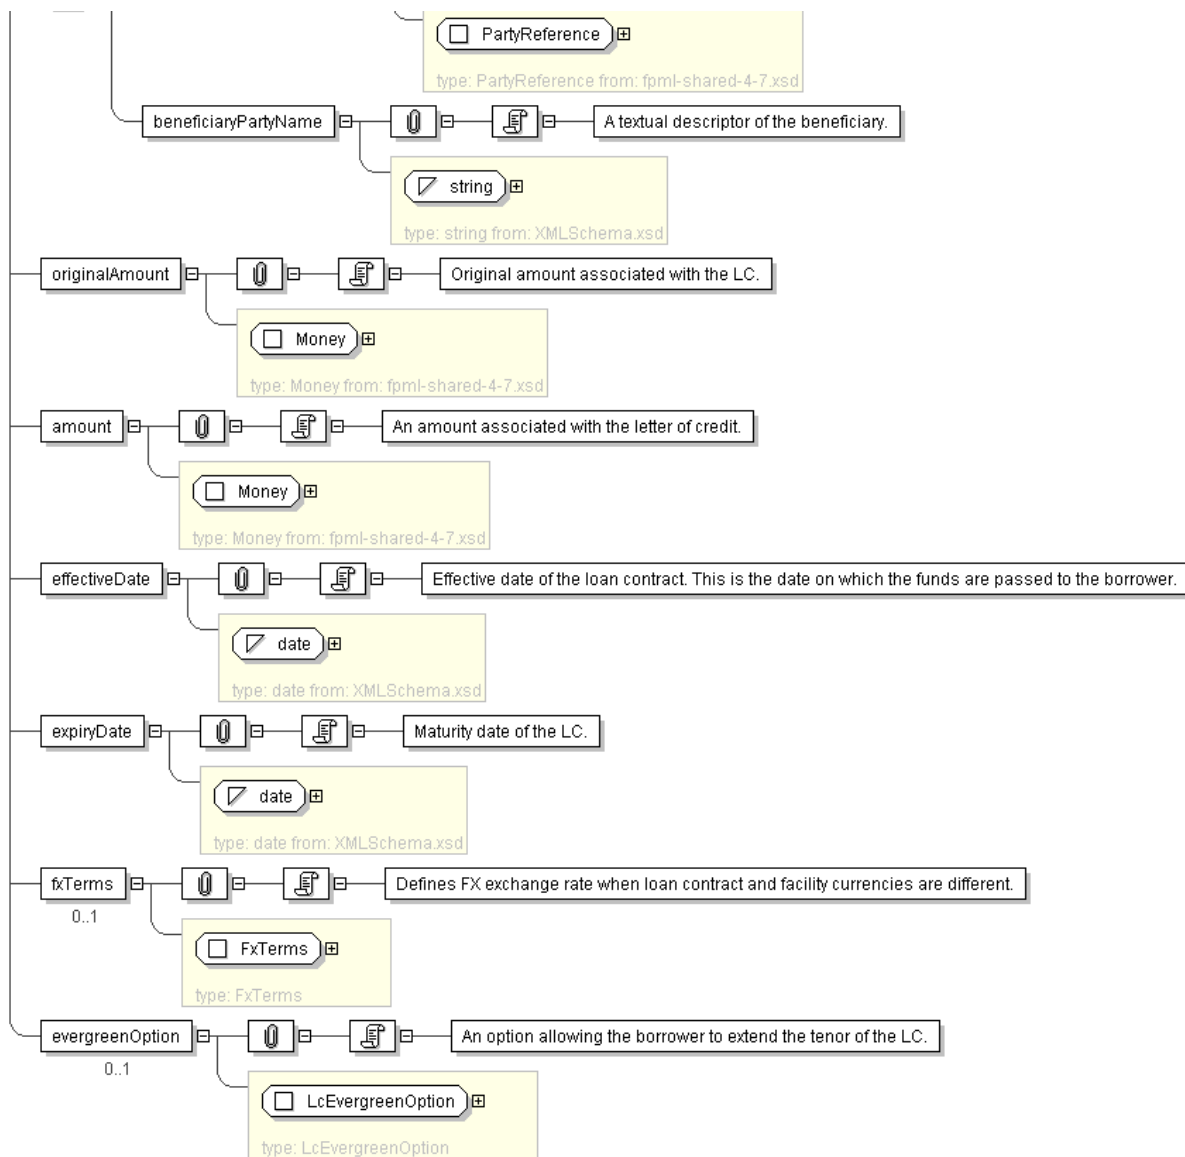 PartyReference
type: PartyReference from: fpml-shared-4-7.xsd
beneficiaryPartyName
A textual descriptor of the beneficiary.
string
type: string from: XMLSchema.xsd
originalAmount
Original amount associated with the LC.
Money
type: Money from: fpml-shared-4-7.xsd
amount
An amount associated with the letter of credit.
Money
type: Money from: fpml-shared-4-7.xsd
effectiveDate
Effective date of the loan contract. This is the date on which the funds are passed to the borrower.
date
type: date from: XMLSchema.xsd
expiryDate
Maturity date of the LC.
date
type: date from: XMLSchema.xsd
fxTerms
Defines FX exchange rate when loan contract and facility currencies are different.
0..1
FxTerms
type: FxTerms
evergreenOption
An option allowing the borrower to extend the tenor of the LC.
0..1
LcEvergreenOption
type: LcEvergreenOption